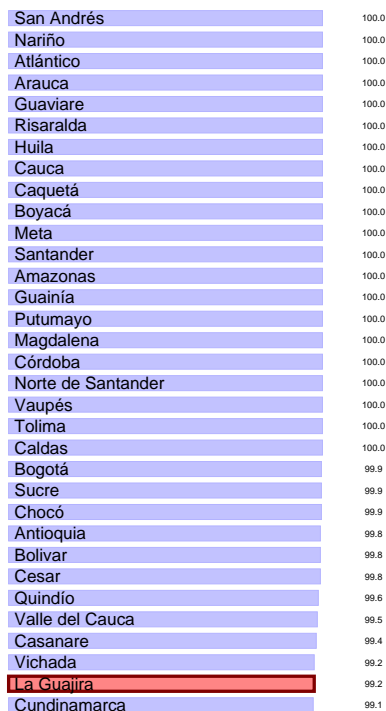 San Andrés 100.0
Nariño 100.0
Atlántico 100.0
Arauca 100.0
Guaviare 100.0
Risaralda 100.0
Huila 100.0
Cauca 100.0
Caquetá 100.0
Boyacá 100.0
Meta 100.0
Santander 100.0
Amazonas 100.0
Guainía 100.0
Putumayo 100.0
Magdalena 100.0
Córdoba 100.0
Norte de Santander 100.0
Vaupés 100.0
Tolima 100.0
Caldas 100.0
Bogotá 99.9
Sucre 99.9
Chocó 99.9
Antioquia 99.8
Bolivar 99.8
Cesar 99.8
Quindío 99.6
Valle del Cauca 99.5
Casanare 99.4
Vichada 99.2
La Guajira 99.2
Cundinamarca 99.1